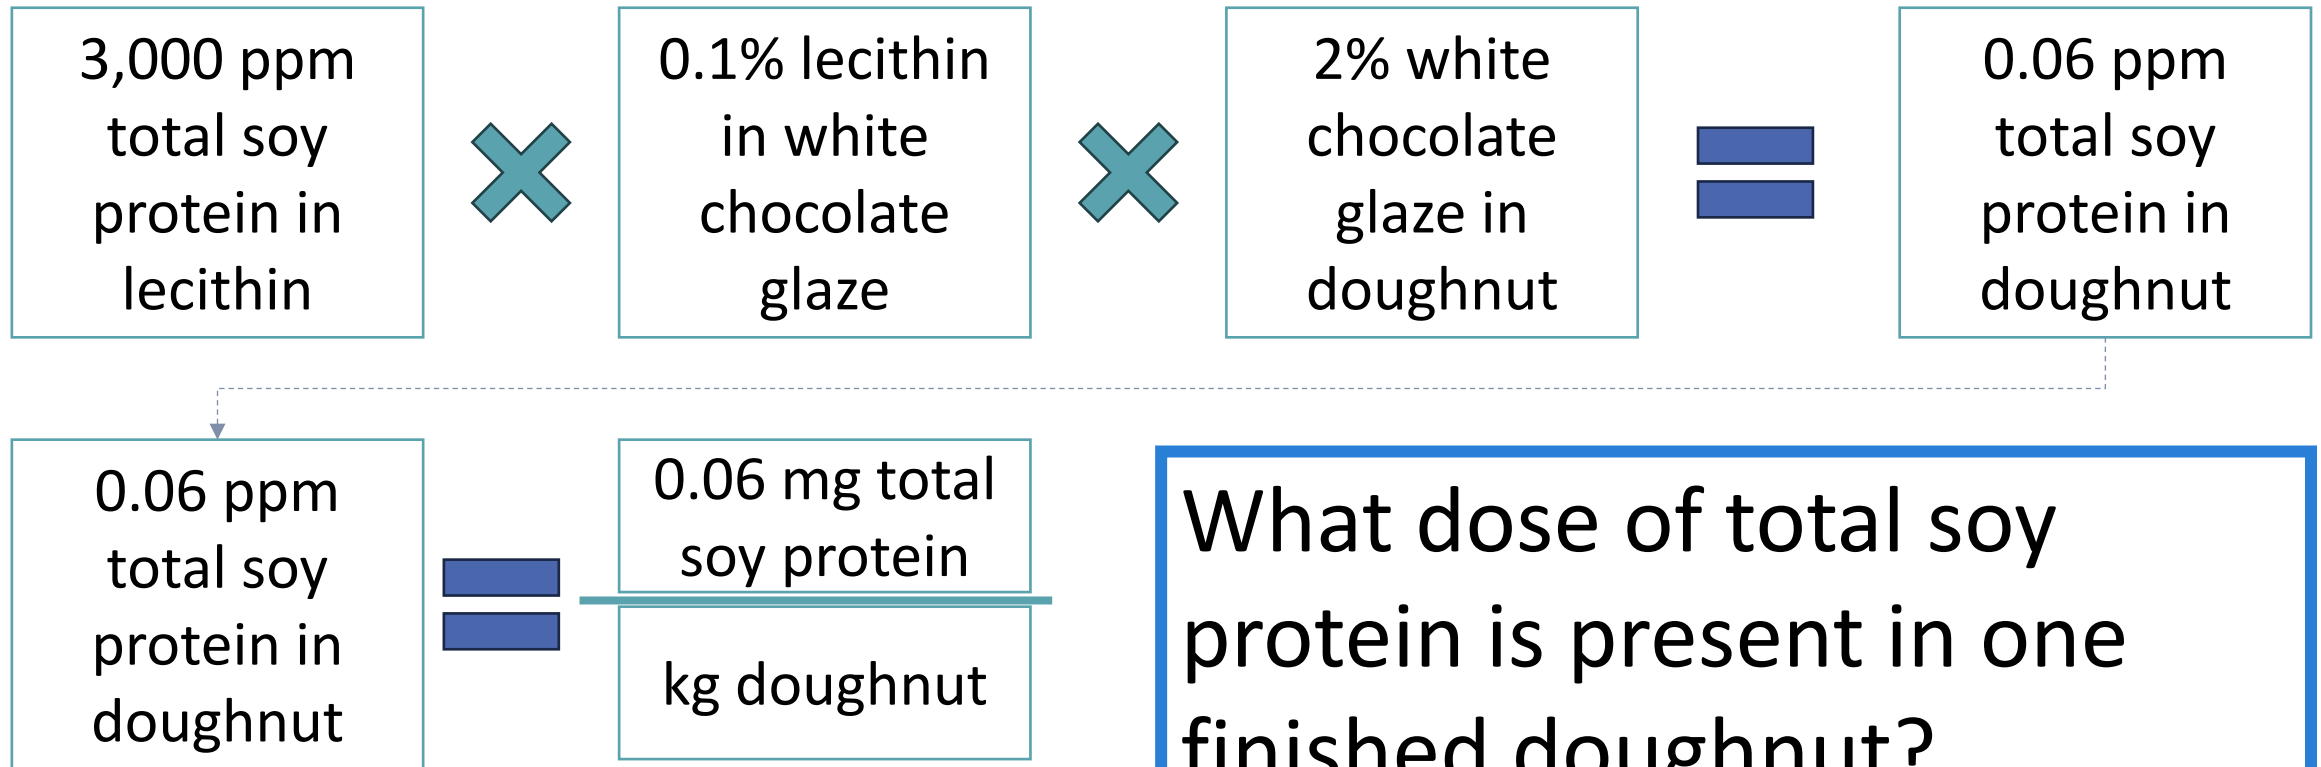 3,000 ppm
total soy
protein in
lecithin
0.1% lecithin
in white
chocolate
glaze
2% white
chocolate
glaze in
doughnut
0.06 ppm
total soy
protein in
doughnut
0.06 ppm
total soy
protein in
doughnut
0.06 mg total
soy protein
kg doughnut
What dose of total soy
protein is present in one
finished doughnut?